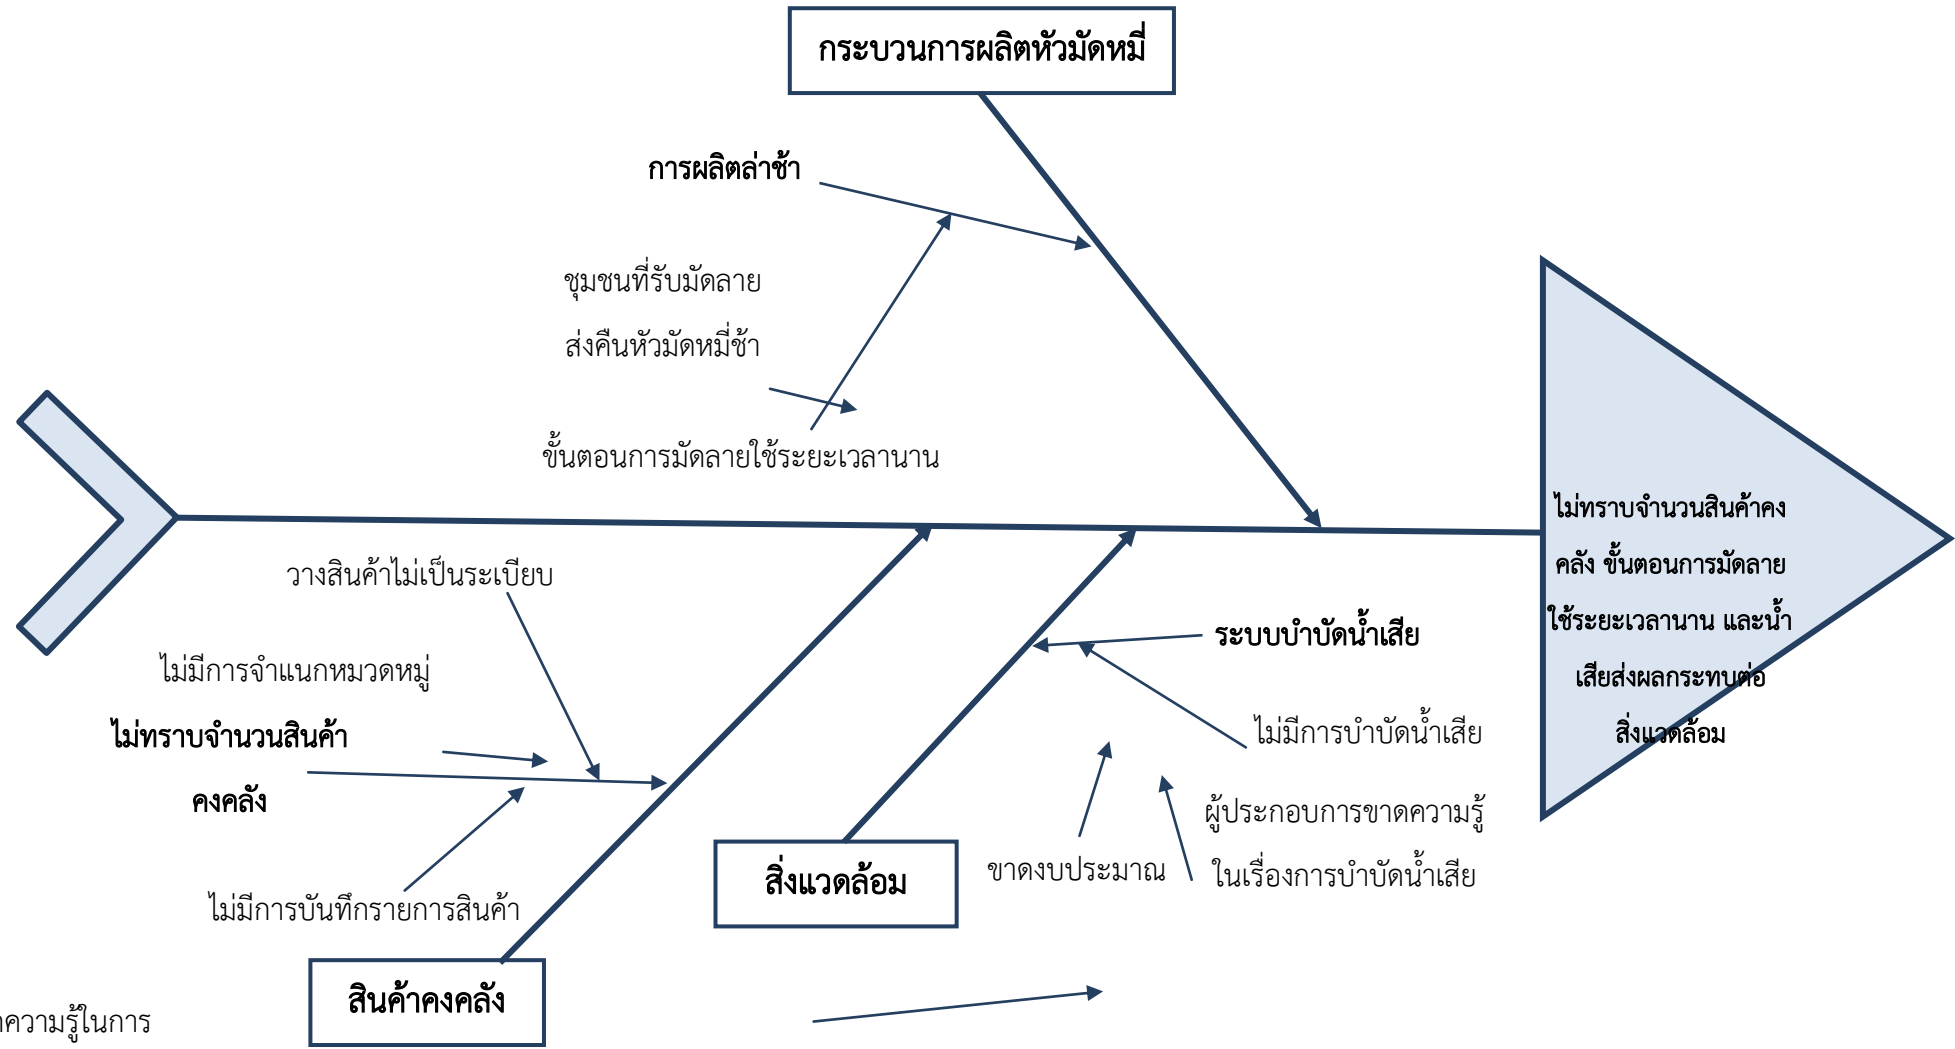 กระบวนการผลิตหัวมัดหมี่
การผลิตล่าช้า
ชุมชนที่รับมัดลาย
ส่งคืนหัวมัดหมี่ช้า
ขั้นตอนการมัดลายใช้ระยะเวลานาน
ไม่ทราบจำนวนสินค้าคง
คลัง ขั้นตอนการมัดลาย
ใช้ระยะเวลานาน และน้ำ
เสียส่งผลกระทบต่อ
สิ่งแวดล้อม
วางสินค้าไม่เป็นระเบียบ
ไม่มีการจำแนกหมวดหมู่
ไม่ทราบจำนวนสินค้า
คงคลัง
ไม่มีการบันทึกรายการสินค้า
สินค้าคงคลัง
ระบบบำบัดน้ำเสีย
ไม่มีการบำบัดน้ำเสีย
ผู้ประกอบการขาดความรู้
ในเรื่องการบำบัดน้ำเสีย
ขาดงบประมาณ
สิ่งแวดล้อม
ความรู้ในการ